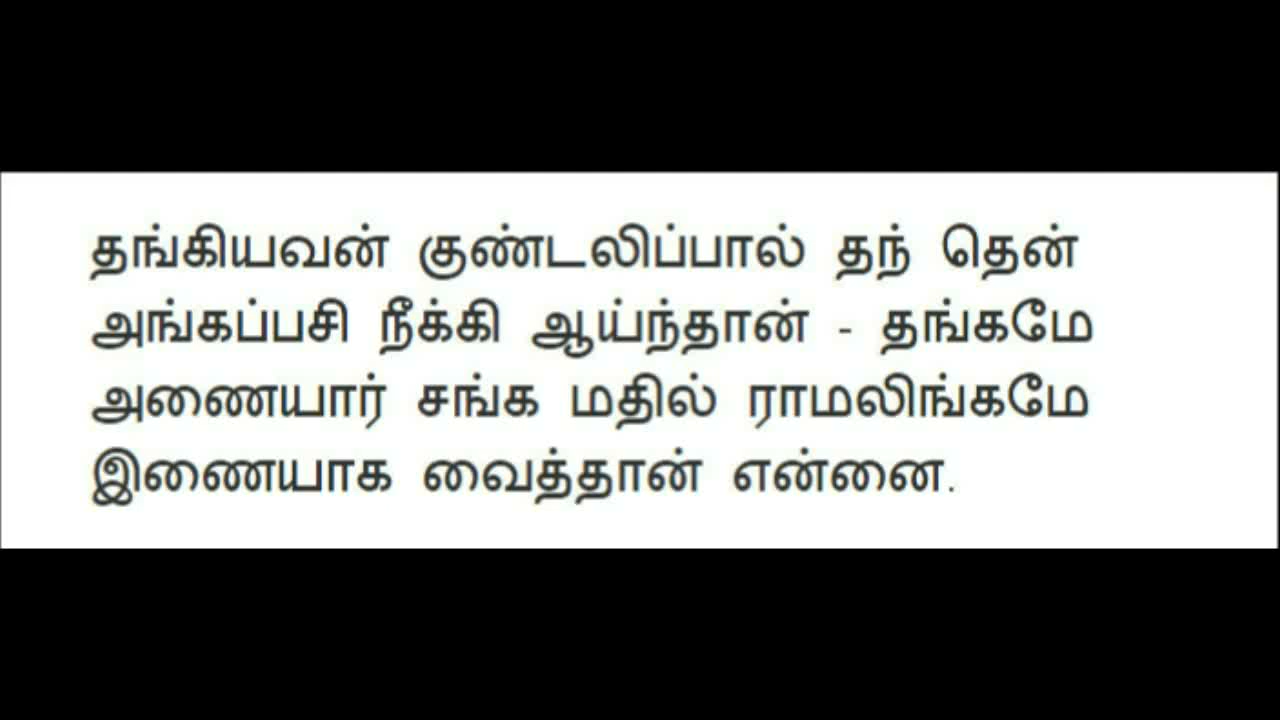 தங்கியவன் குண்டலிப்பால் தந் தென்
அங்கப்பசி நீக்கி ஆய்ந்தான் - தங்கமே
அணையார் சங்க மதில் ராமலிங்கமே
இணையாக வைத்தான் என்னை.